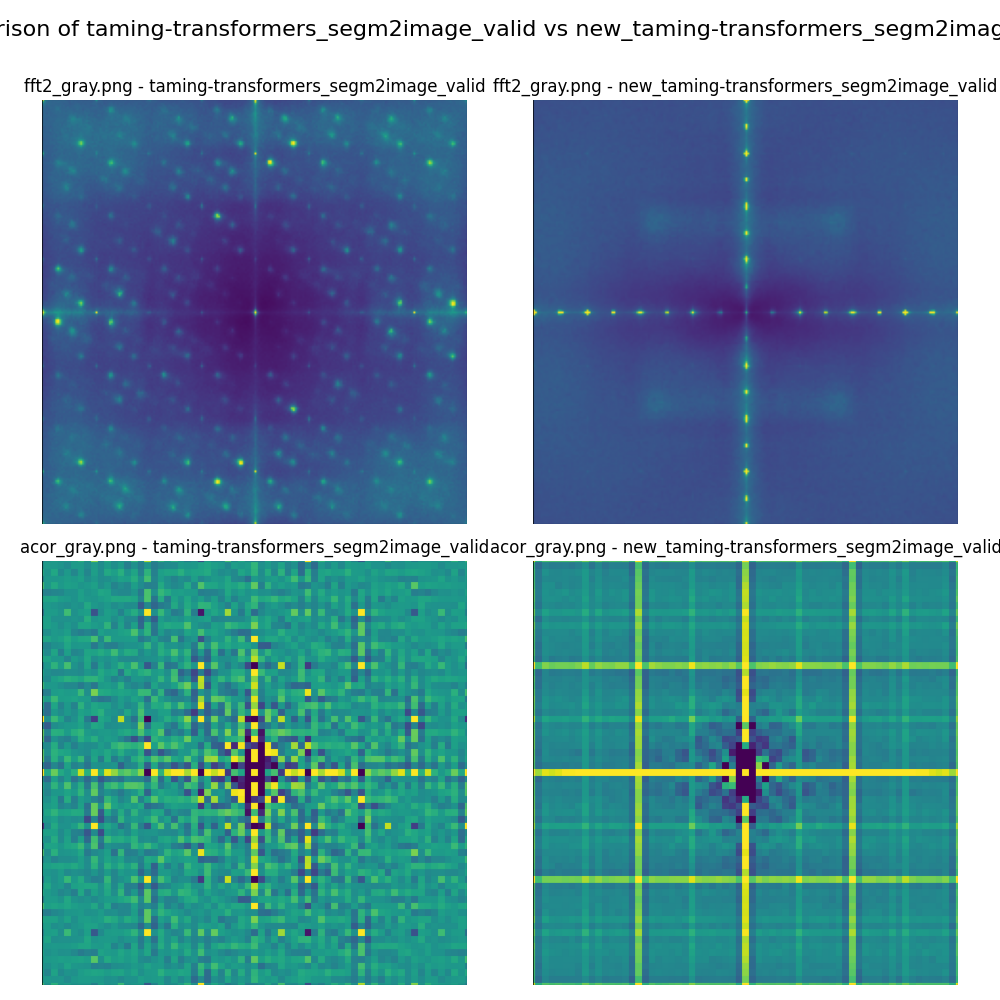 rison of taming-transformers_segm2image_valid vs new_taming-transformers_segm2imag
fft2_gray.png - taming-transformers_segm2image_valid
fft2_gray.png - new_taming-transformers_segm2image_valid
acor_gray.png - taming-transformers_segm2image_valid
acor_gray.png - new_taming-transformers_segm2image_valid